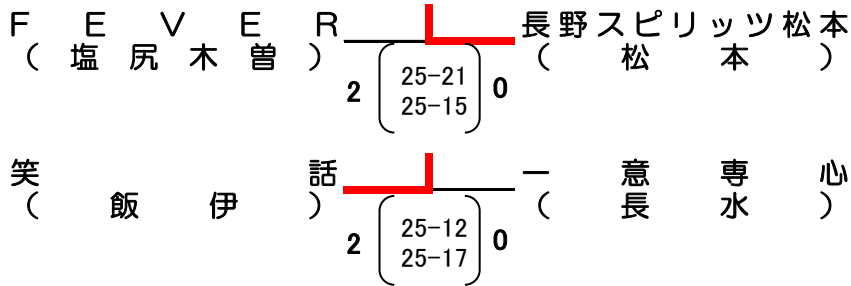 ＦＥＶＥＲ 長野スピリッツ松本
（塩尻木曽） （松本）
2 25−21 0
25−15
笑話 一意専心
（飯伊） （長水）
2 25−12 0
25−17